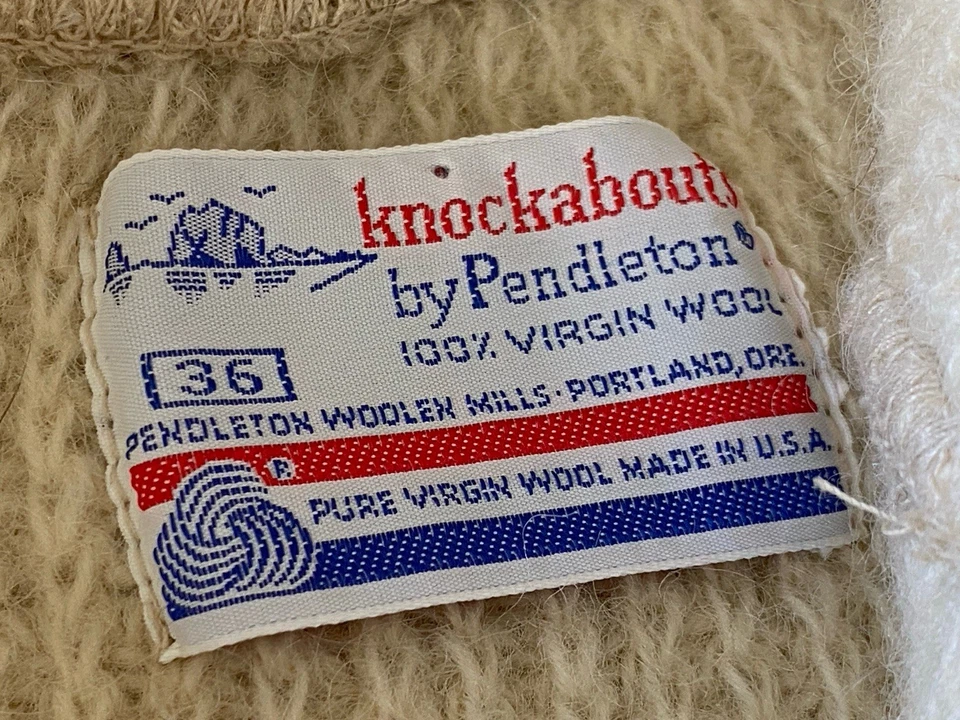 knockabouts
by Pendleton®
100% VIRGIN WOOL
36
PENDLETON WOOLEN MILLS·PORTLAND, ORE.
®
PURE VIRGIN WOOL MADE IN U.S.A.